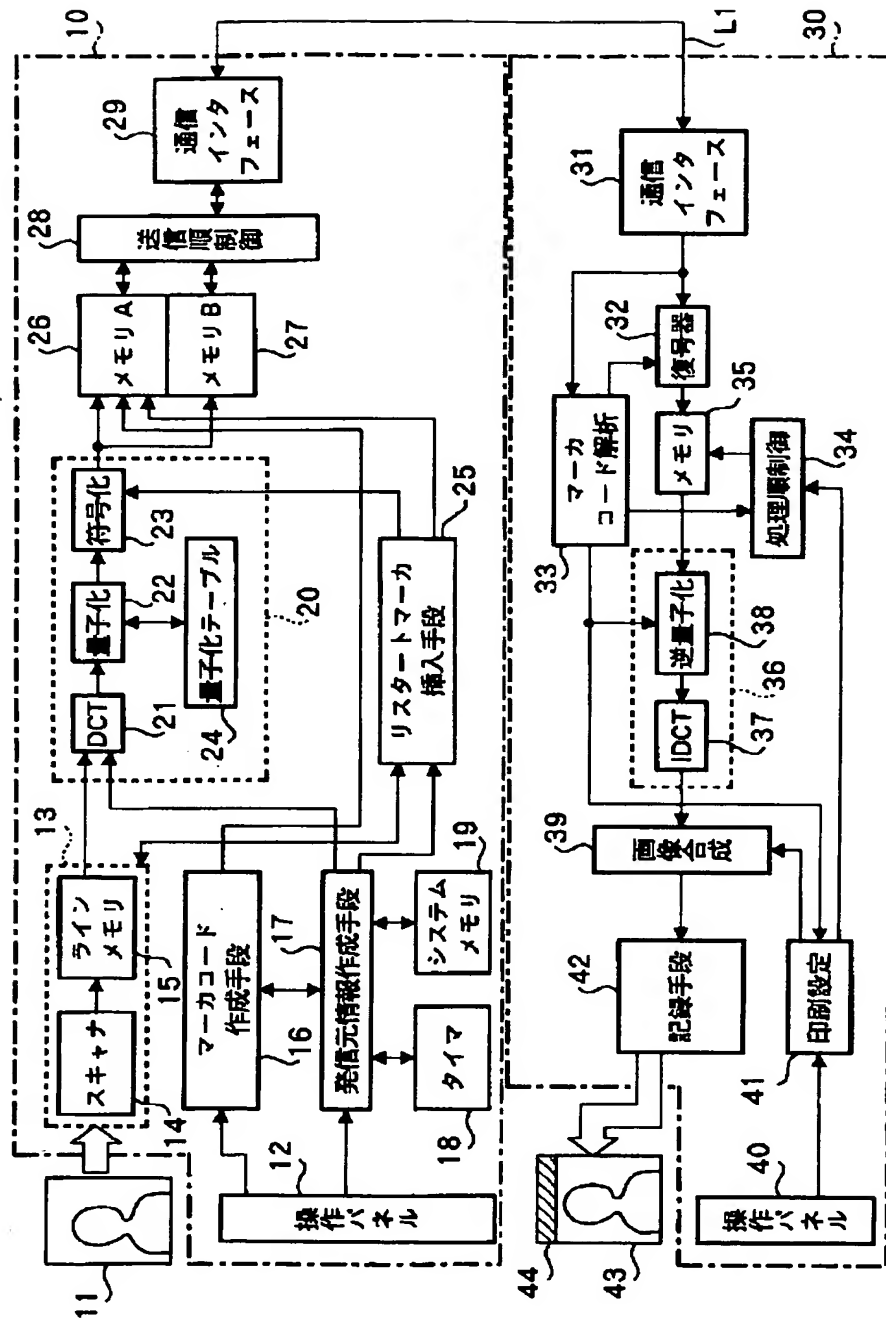 10
11
13
スキャナ
14
ライン
メモリ
15
DCT
21
量子化
22
符号化
23
量子化テーブル
24
20
26
メモリA
メモリB
27
28
送信順制御
29
通信
インタ
フェース
12
操作パネル
マーカコード
作成手段
16
17
発信元情報作成手段
タイマ
18
システム
メモリ
19
リスタートマーカ
挿入手段
25
L1
30
31
通信
インタ
フェース
32
復号器
マーカ
コード解析
33
メモリ
35
処理順制御
34
逆量子化
38
IDCT
37
36
39
画像合成
42
記録手段
印刷設定
41
40
操作パネル
44
43